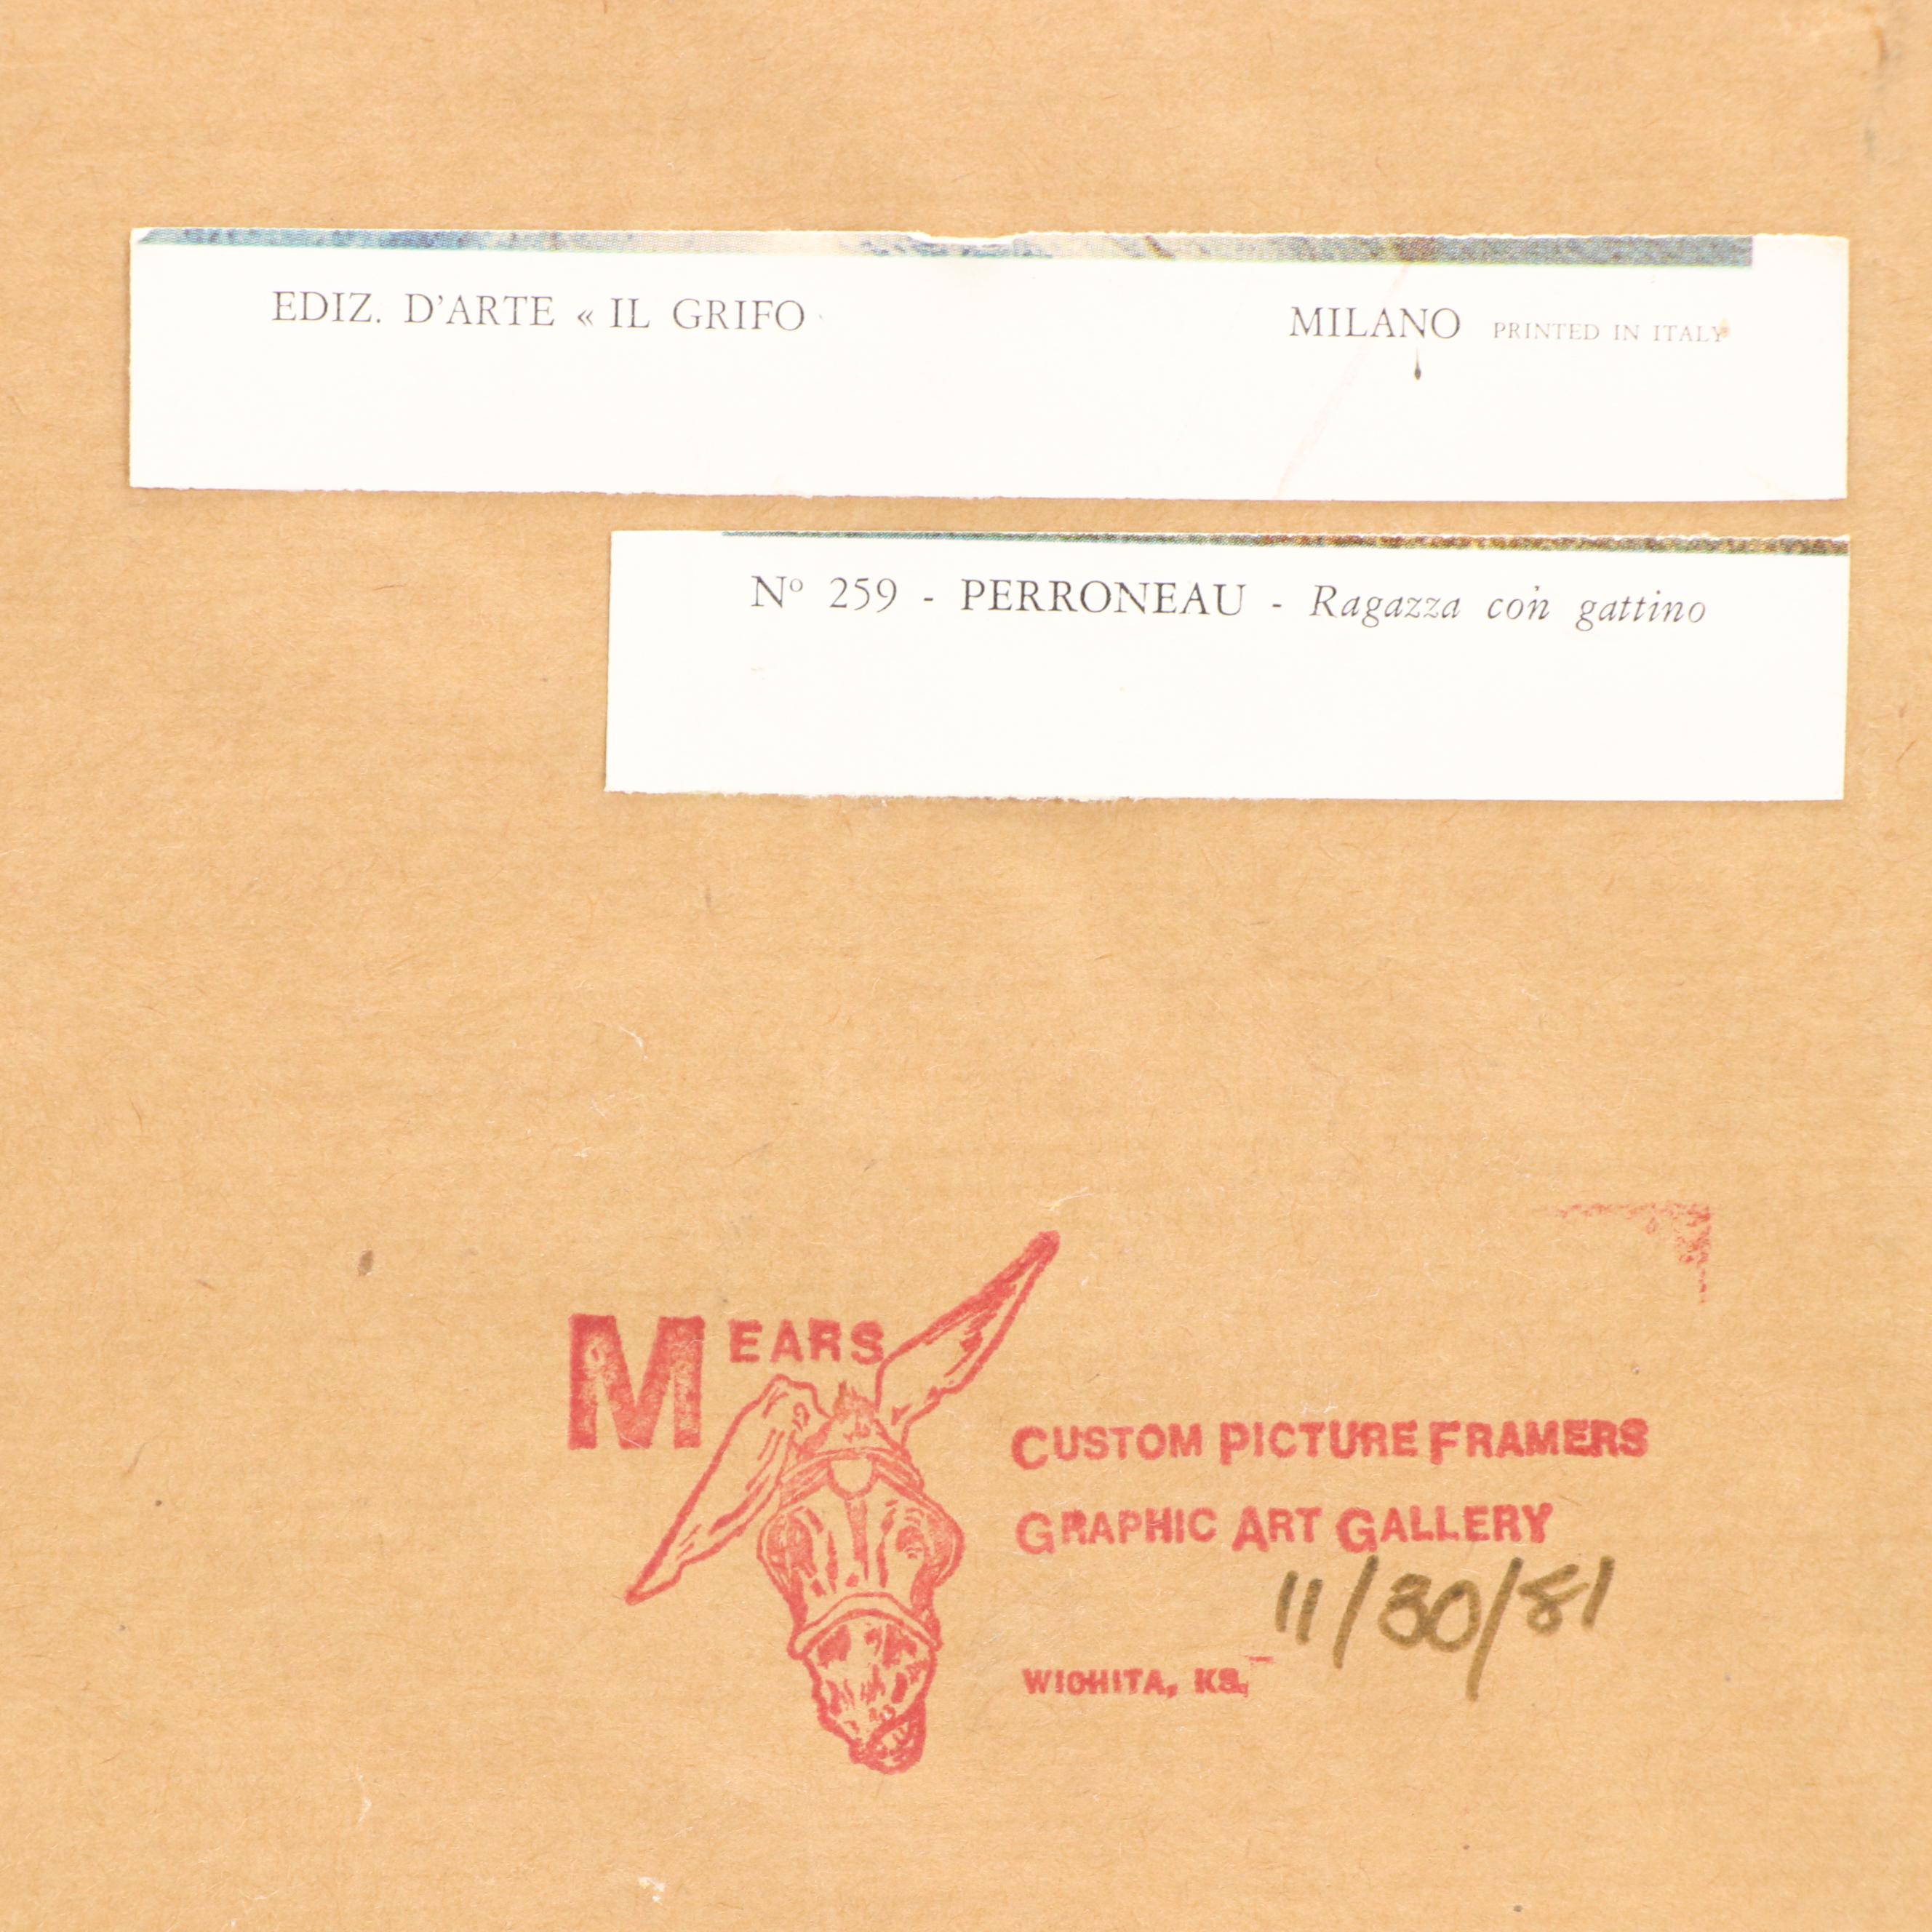 EDIZ. D'ARTE « IL GRIFO MILANO PRINTED IN ITALY
Nº 259 - PERRONEAU - Ragazza con gattino
MEARS
CUSTOM PICTURE FRAMERS
GRAPHIC ART GALLERY
11/30/81
WICHITA, KS.